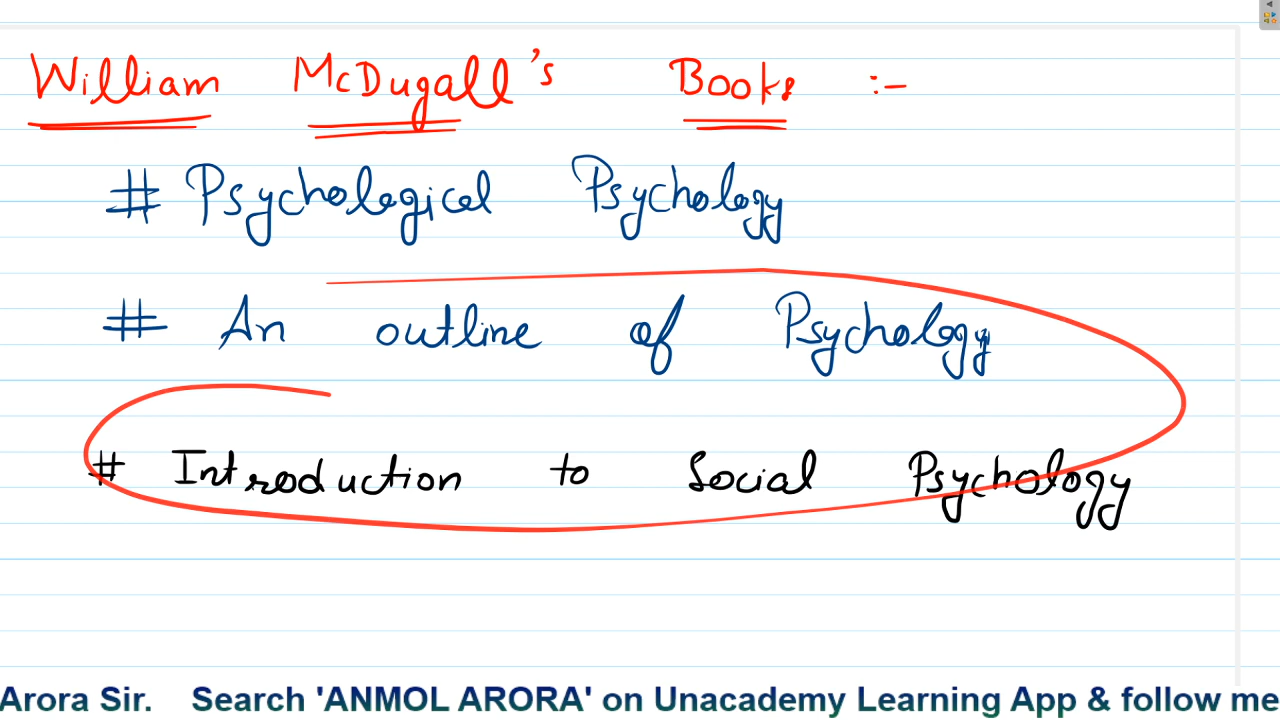 William McDugall's Books :-
# Psychological Psychology
# An outline of Psychology
# Introduction to Social Psychology
Arora Sir. Search 'ANMOL ARORA' on Unacademy Learning App & follow me